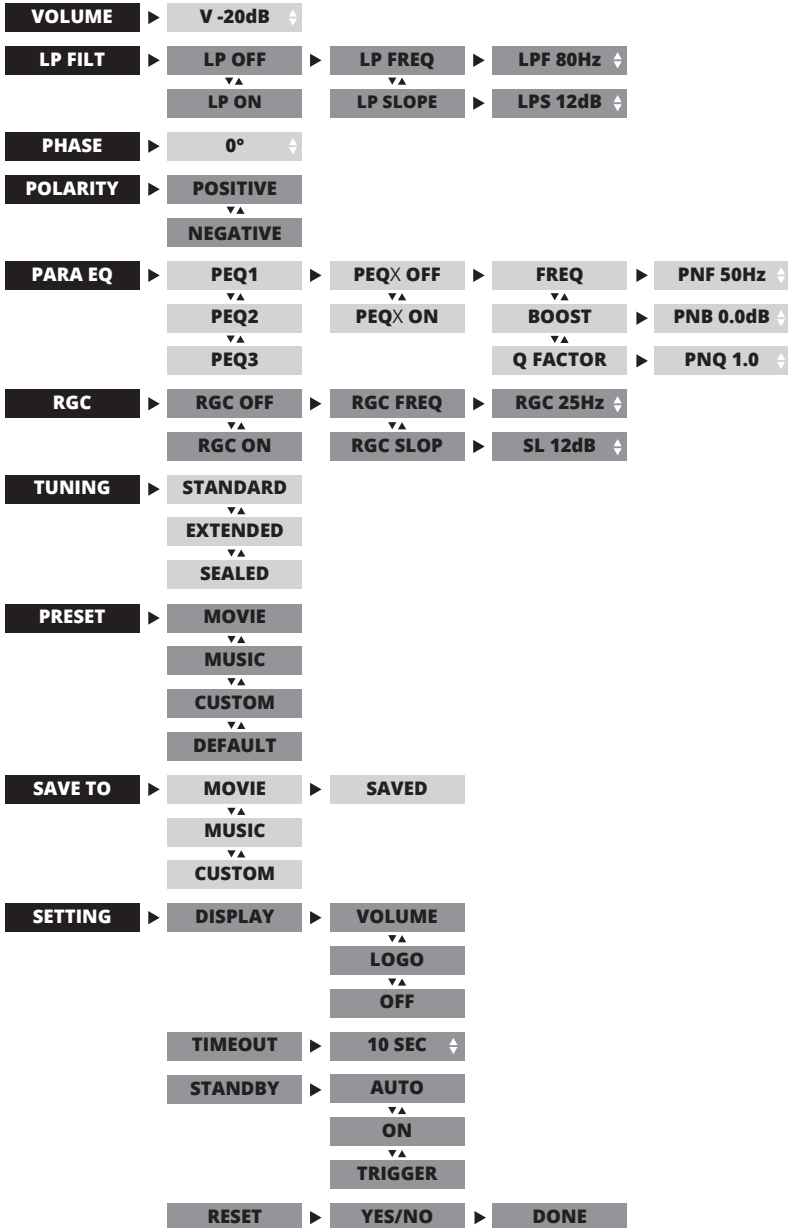 VOLUME V -20dB
LP FILT LP OFF LP FREQ LPF 80Hz
LP ON LP SLOPE LPS 12dB
PHASE 0°
POLARITY POSITIVE
NEGATIVE
PARA EQ PEQ1 PEQX OFF FREQ PNF 50Hz
PEQ2 PEQX ON BOOST PNB 0.0dB
PEQ3 Q FACTOR PNQ 1.0
RGC RGC OFF RGC FREQ RGC 25Hz
RGC ON RGC SLOP SL 12dB
TUNING STANDARD
EXTENDED
SEALED
PRESET MOVIE
MUSIC
CUSTOM
DEFAULT
SAVE TO MOVIE SAVED
MUSIC
CUSTOM
SETTING DISPLAY VOLUME
LOGO
OFF
TIMEOUT 10 SEC
STANDBY AUTO
ON
TRIGGER
RESET YES/NO DONE